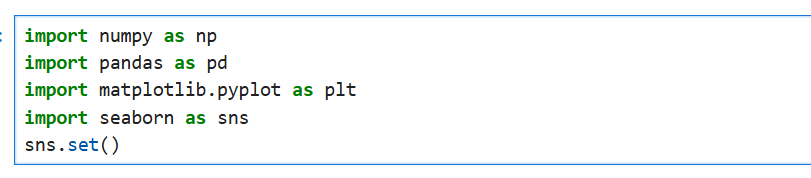 import numpy as np
import pandas as pd
import matplotlib.pyplot as plt
import seaborn as sns
sns.set()